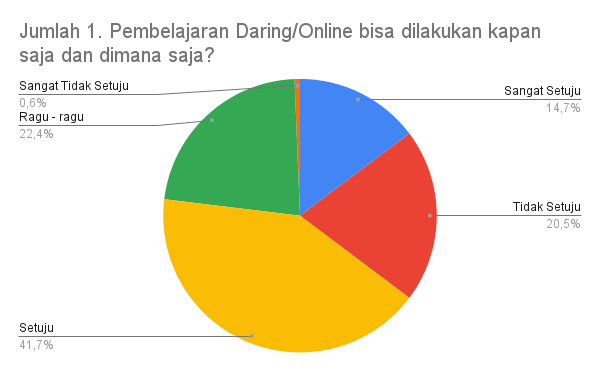 Jumlah 1. Pembelajaran Daring/Online bisa dilakukan kapan
saja dan dimana saja?
Sangat Tidak Setuju
0,6%
Ragu - ragu
22,4%
Setuju
41,7%
Sangat Setuju
14,7%
Tidak Setuju
20,5%